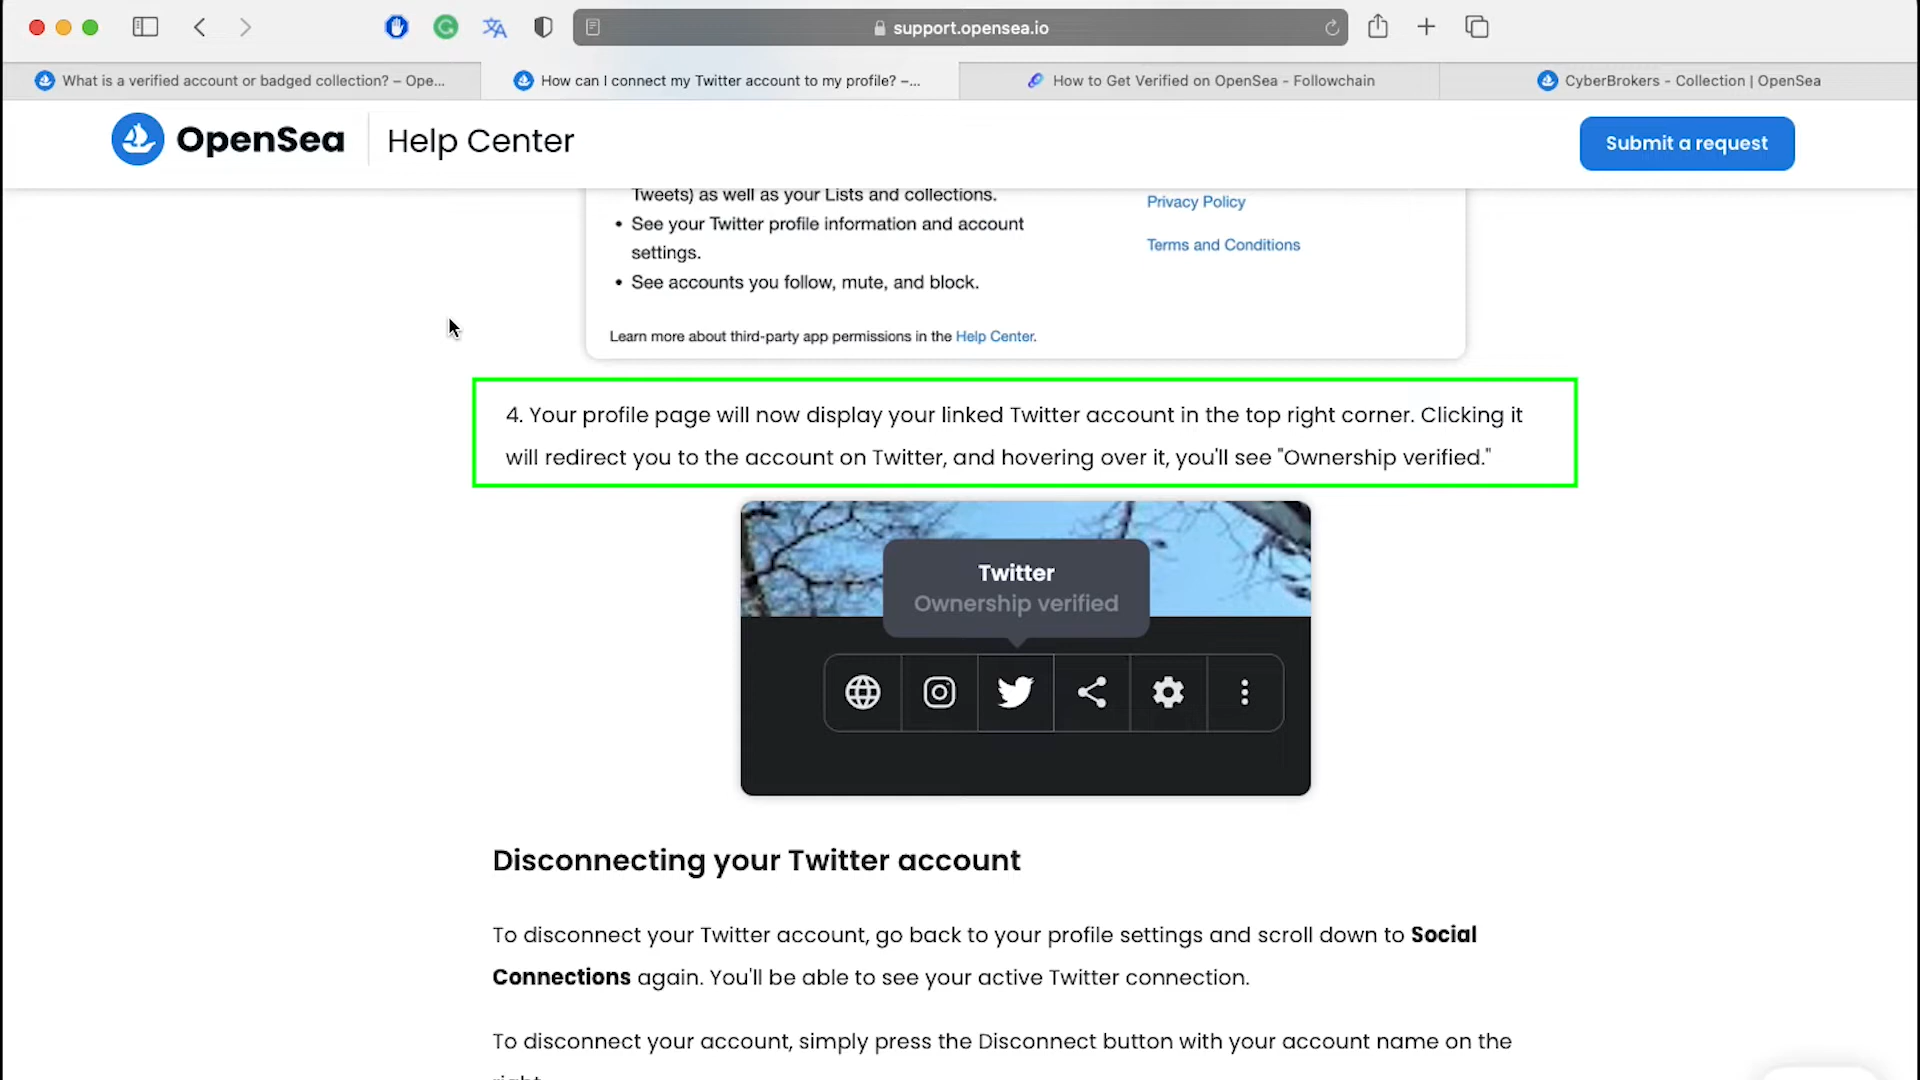 support.opensea.io
What is a verified account or badged collection? – Ope...
How can I connect my Twitter account to my profile? –...
How to Get Verified on OpenSea - Followchain
CyberBrokers - Collection | OpenSea
OpenSea
Help Center
Submit a request
Tweets) as well as your Lists and collections.
• See your Twitter profile information and account
settings.
• See accounts you follow, mute, and block.
Privacy Policy
Terms and Conditions
Learn more about third-party app permissions in the Help Center.
4. Your profile page will now display your linked Twitter account in the top right corner. Clicking it
will redirect you to the account on Twitter, and hovering over it, you'll see "Ownership verified."
Twitter
Ownership verified
Disconnecting your Twitter account
To disconnect your Twitter account, go back to your profile settings and scroll down to Social
Connections again. You'll be able to see your active Twitter connection.
To disconnect your account, simply press the Disconnect button with your account name on the